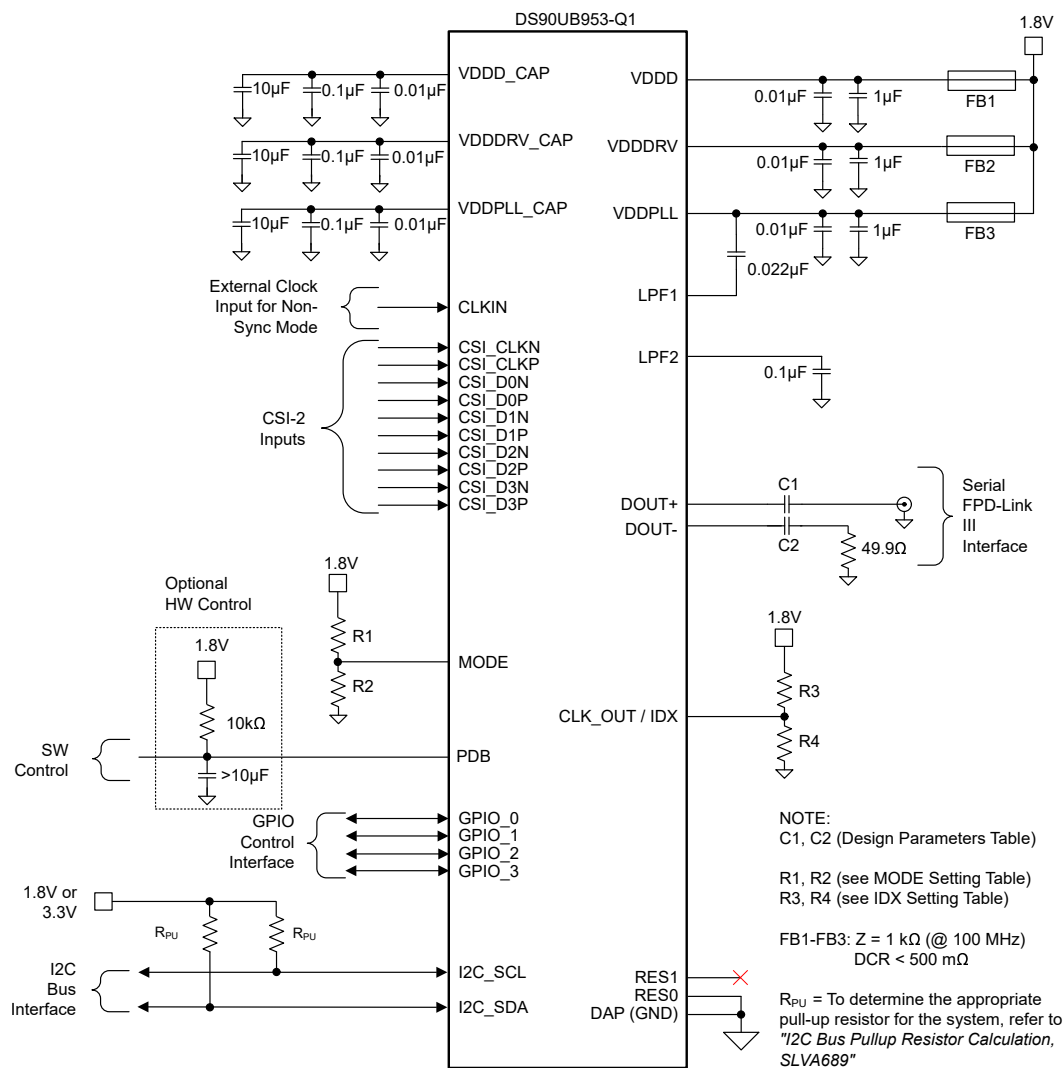 DS90UB953-Q1
1.8V
VDDD_CAP
10µF
0.1µF
0.01µF
VDDDRV_CAP
10µF
0.1µF
0.01µF
VDDPLL_CAP
10µF
0.1µF
0.01µF
VDDD
0.01µF
1µF
FB1
VDDDRV
0.01µF
1µF
FB2
VDDPLL
0.01µF
1µF
FB3
0.022µF
LPF1
LPF2
0.1µF
External Clock
Input for Non-
Sync Mode
CLKIN
CSI-2
Inputs
CSI_CLKN
CSI_CLKP
CSI_D0N
CSI_D0P
CSI_D1N
CSI_D1P
CSI_D2N
CSI_D2P
CSI_D3N
CSI_D3P
DOUT+
DOUT-
C1
C2
49.9Ω
Serial
FPD-Link
III
Interface
1.8V
R1
R2
MODE
Optional
HW Control
1.8V
10kΩ
>10µF
SW
Control
PDB
1.8V
R3
R4
CLK_OUT / IDX
GPIO
Control
Interface
GPIO_0
GPIO_1
GPIO_2
GPIO_3
1.8V or
3.3V
RPU
RPU
I2C
Bus
Interface
I2C_SCL
I2C_SDA
RES1
RES0
DAP (GND)
NOTE:
C1, C2 (Design Parameters Table)
R1, R2 (see MODE Setting Table)
R3, R4 (see IDX Setting Table)
FB1-FB3: Z = 1 kΩ (@ 100 MHz)
DCR < 500 mΩ
RPU = To determine the appropriate
pull-up resistor for the system, refer to
"I2C Bus Pullup Resistor Calculation,
SLVA689"